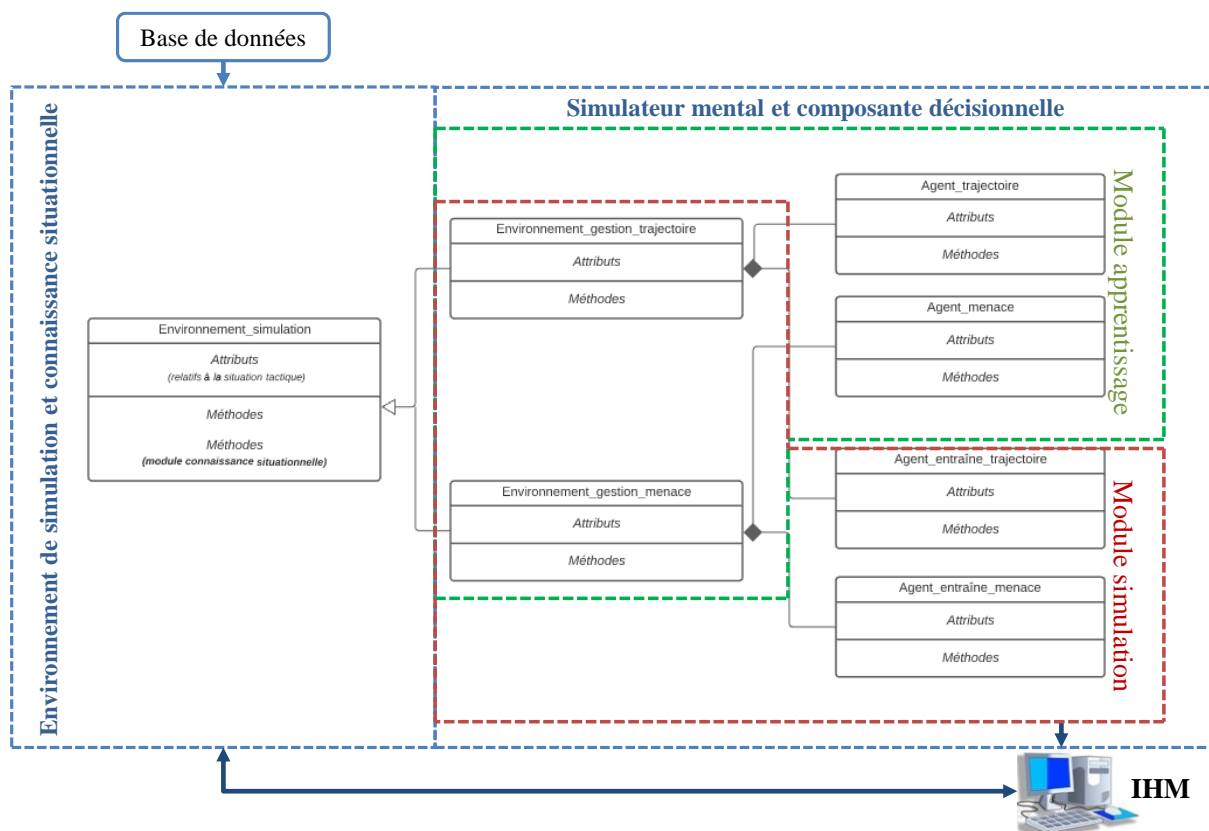 Base de données
Environnement de simulation et connaissance situationnelle
Simulateur mental et composante décisionnelle
Environnement_simulation
Attributs
(relatifs à la situation tactique)
Méthodes
Méthodes
(module connaissance situationnelle)
Environnement_gestion_trajectoire
Attributs
Méthodes
Environnement_gestion_menace
Attributs
Méthodes
Agent_trajectoire
Attributs
Méthodes
Agent_menace
Attributs
Méthodes
Module apprentissage
Agent_entraîne_trajectoire
Attributs
Méthodes
Agent_entraîne_menace
Attributs
Méthodes
Module simulation
IHM